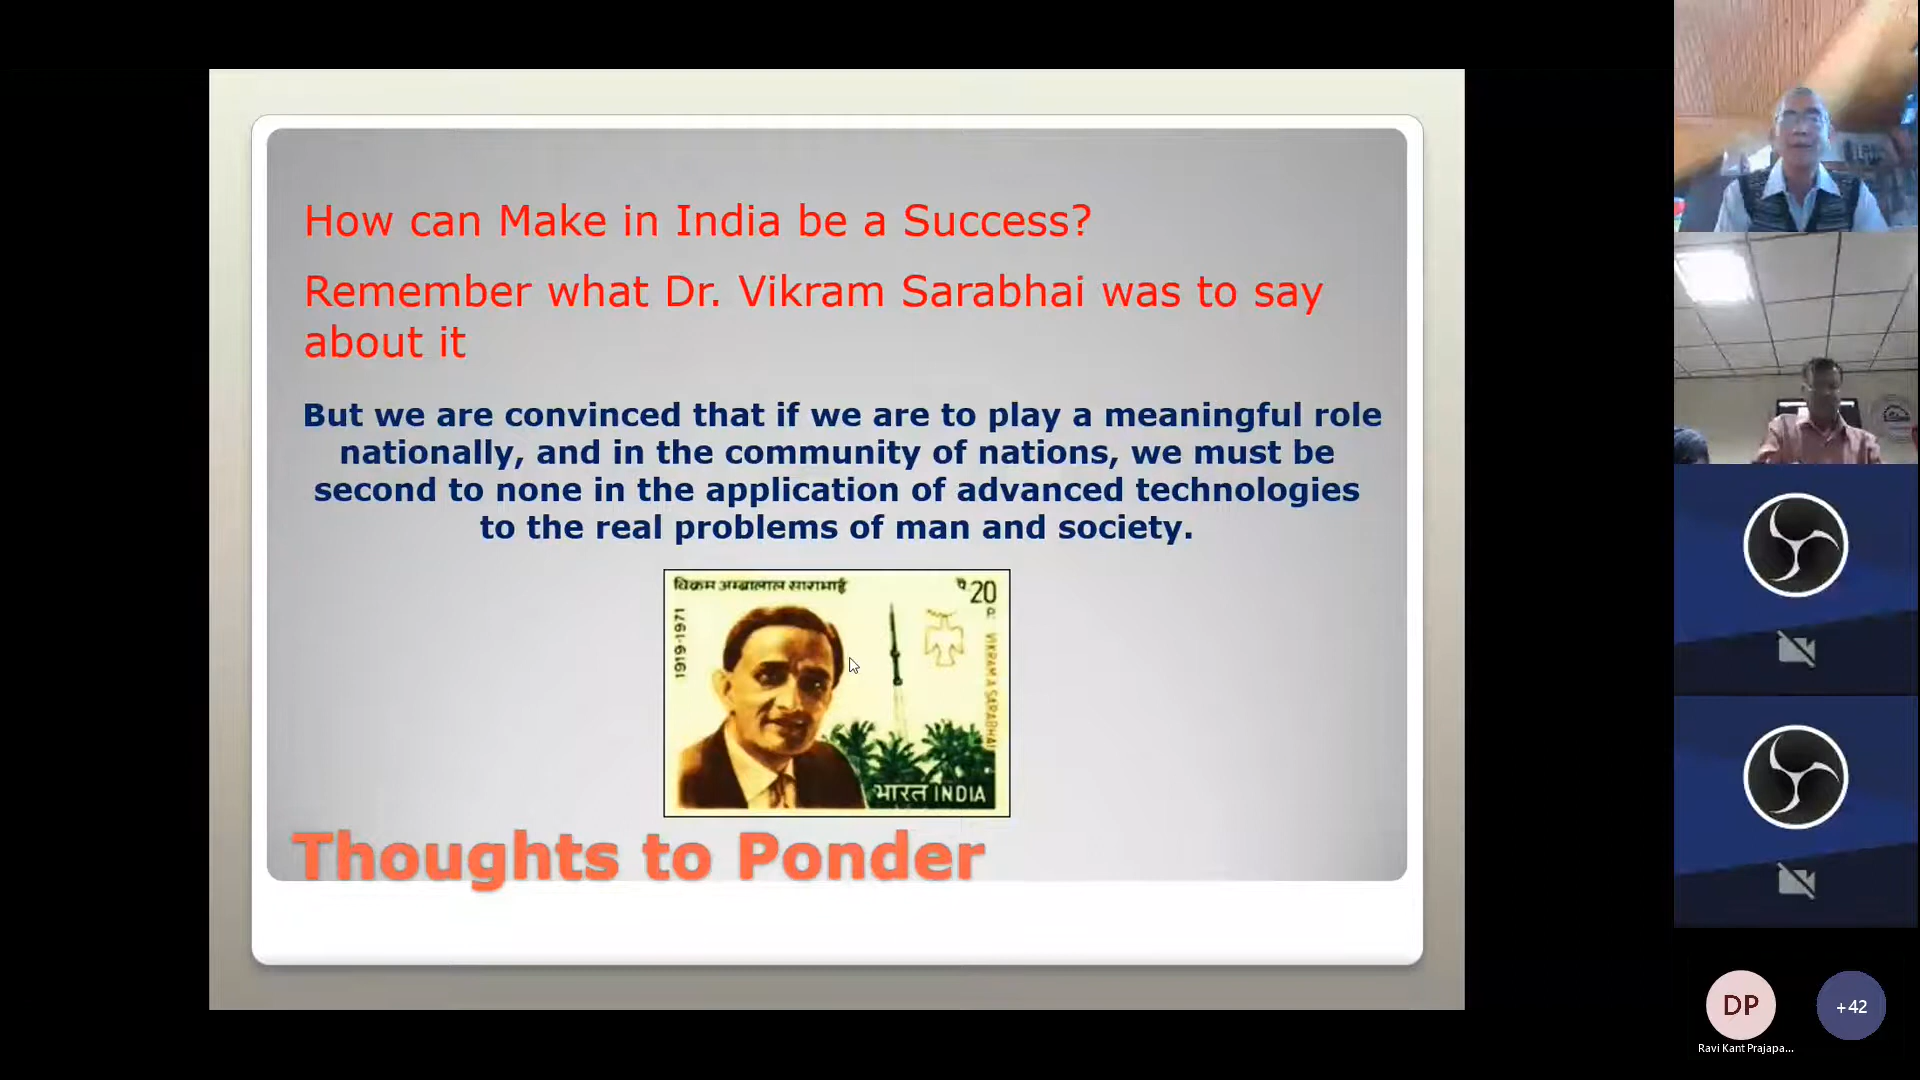 How can Make in India be a Success?
Remember what Dr. Vikram Sarabhai was to say
about it
But we are convinced that if we are to play a meaningful role
nationally, and in the community of nations, we must be
second to none in the application of advanced technologies
to the real problems of man and society.
विक्रम अम्बालाल साराभाई
प. 20
P.
1919-1971
VIKRAM A SARABHAI
भारत INDIA
Thoughts to Ponder
DP
+42
Ravi Kant Prajapa...